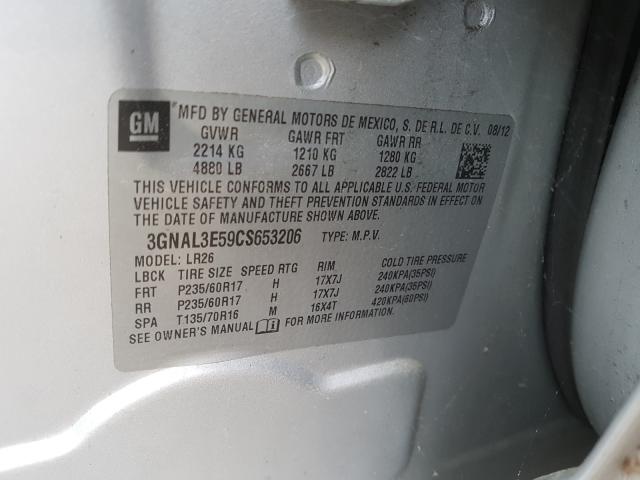 GM
MFD BY GENERAL MOTORS DE MEXICO, S. DE R.L. DE C.V. 08/12
GVWR GAWR FRT GAWR RR
2214 KG 1210 KG 1280 KG
4880 LB 2667 LB 2822 LB
THIS VEHICLE CONFORMS TO ALL APPLICABLE U.S. FEDERAL MOTOR
VEHICLE SAFETY AND THEFT PREVENTION STANDARDS IN EFFECT ON
THE DATE OF MANUFACTURE SHOWN ABOVE.
3GNAL3E59CS653206 TYPE: M.P.V.
MODEL: LR26
LBCK TIRE SIZE SPEED RTG RIM COLD TIRE PRESSURE
FRT P235/60R17 H 17X7J 240KPA(35PSI)
RR P235/60R17 H 17X7J 240KPA(35PSI)
SPA T135/70R16 M 16X4T 420KPA(60PSI)
SEE OWNER'S MANUAL FOR MORE INFORMATION.